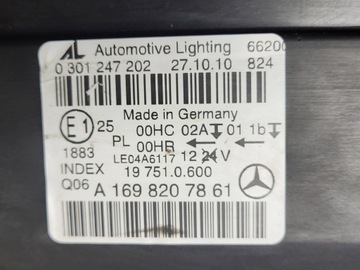 AL Automotive Lighting 66200
0 301 247 202 27.10.10 824
Made in Germany
E1 25 00HC 02A 01 1b
PL 00HR
1883 LE04A6117 12 24 V
INDEX 19 751.0.600
Q06 A 169 820 78 61